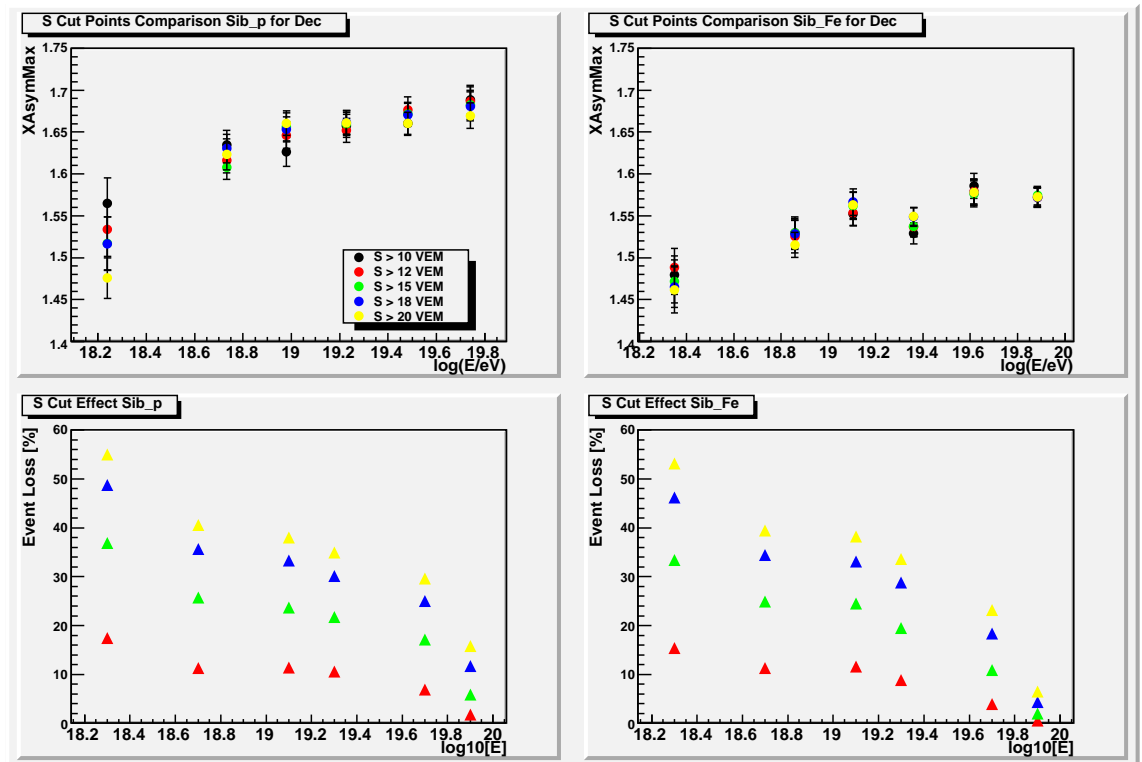 S Cut Points Comparison Sib_p for Dec
XAsymMax
1.75
1.7
1.65
1.6
1.55
1.5
1.45
1.4
18.2 18.4 18.6 18.8 19 19.2 19.4 19.6 19.8
log(E/eV)
S > 10 VEM
S > 12 VEM
S > 15 VEM
S > 18 VEM
S > 20 VEM
S Cut Points Comparison Sib_Fe for Dec
XAsymMax
1.75
1.7
1.65
1.6
1.55
1.5
1.45
1.4
18.2 18.4 18.6 18.8 19 19.2 19.4 19.6 19.8 20
log(E/eV)
S Cut Effect Sib_p
Event Loss [%]
60
50
40
30
20
10
0
18.2 18.4 18.6 18.8 19 19.2 19.4 19.6 19.8 20
log10[E]
S Cut Effect Sib_Fe
Event Loss [%]
60
50
40
30
20
10
0
18.2 18.4 18.6 18.8 19 19.2 19.4 19.6 19.8 20
log10[E]